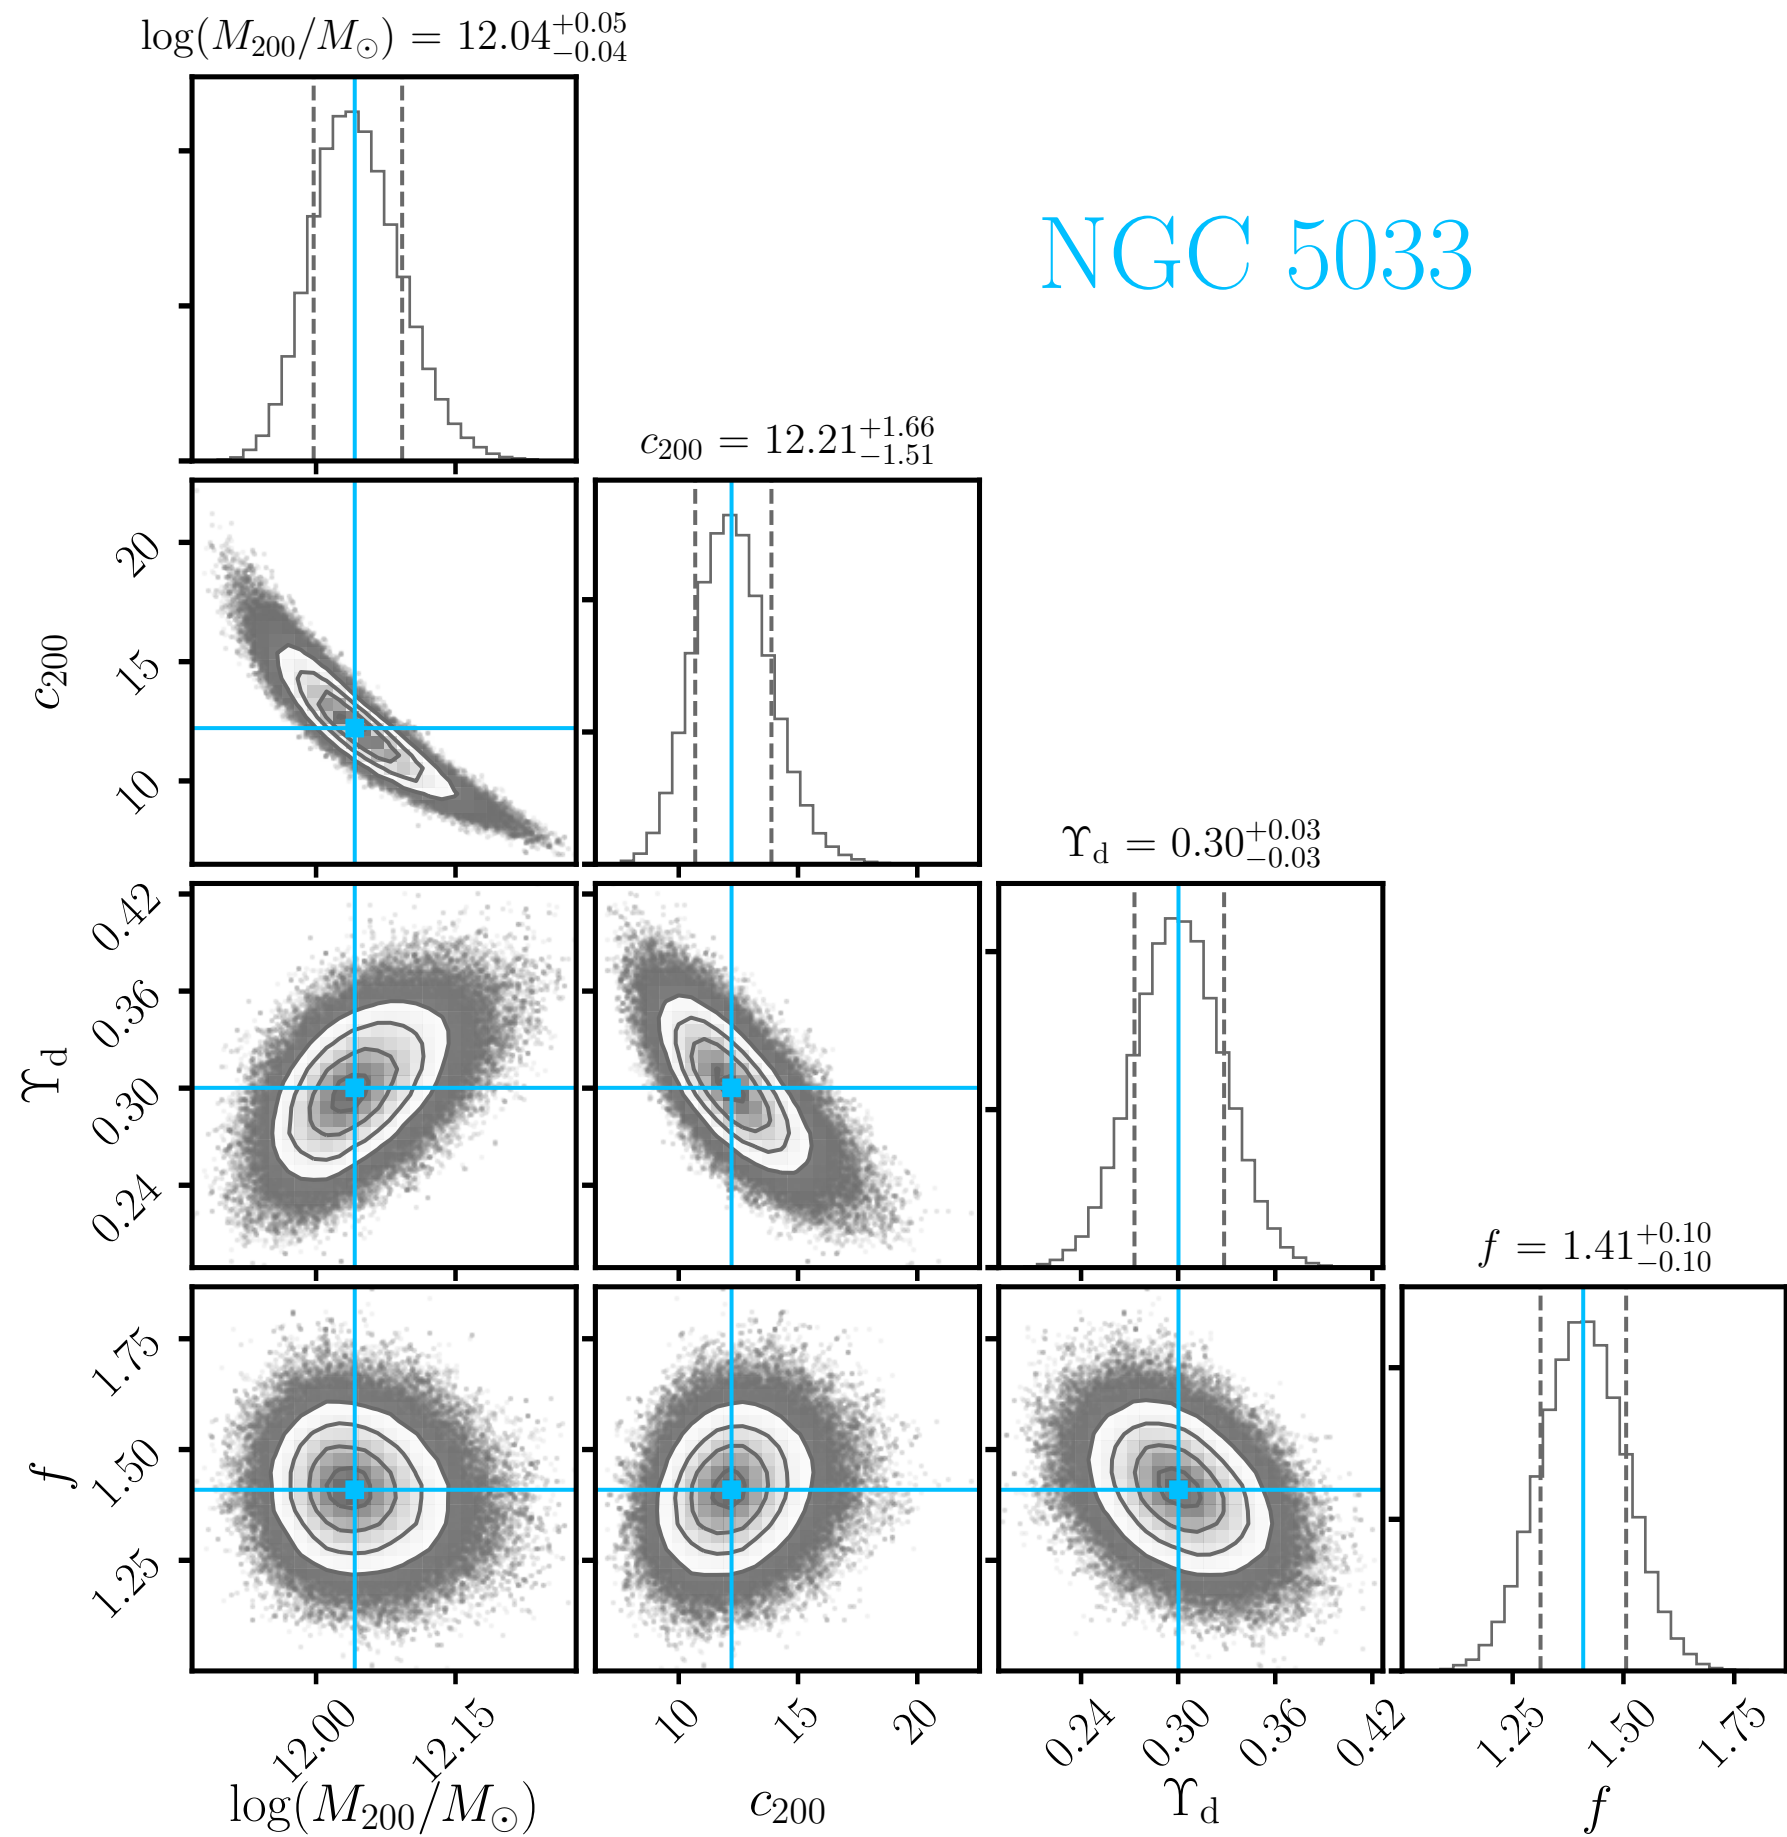 log(M₂₀₀/M⊙) = 12.04 +0.05 −0.04
NGC 5033
c₂₀₀ = 12.21 +1.66 −1.51
20
15
10
c₂₀₀
ϒ_d = 0.30 +0.03 −0.03
0.42
0.36
0.30
0.24
ϒ_d
f = 1.41 +0.10 −0.10
1.75
1.50
1.25
f
12.00 12.15 10 15 20 0.24 0.30 0.36 0.42 1.25 1.50 1.75
log(M₂₀₀/M⊙) c₂₀₀ ϒ_d f